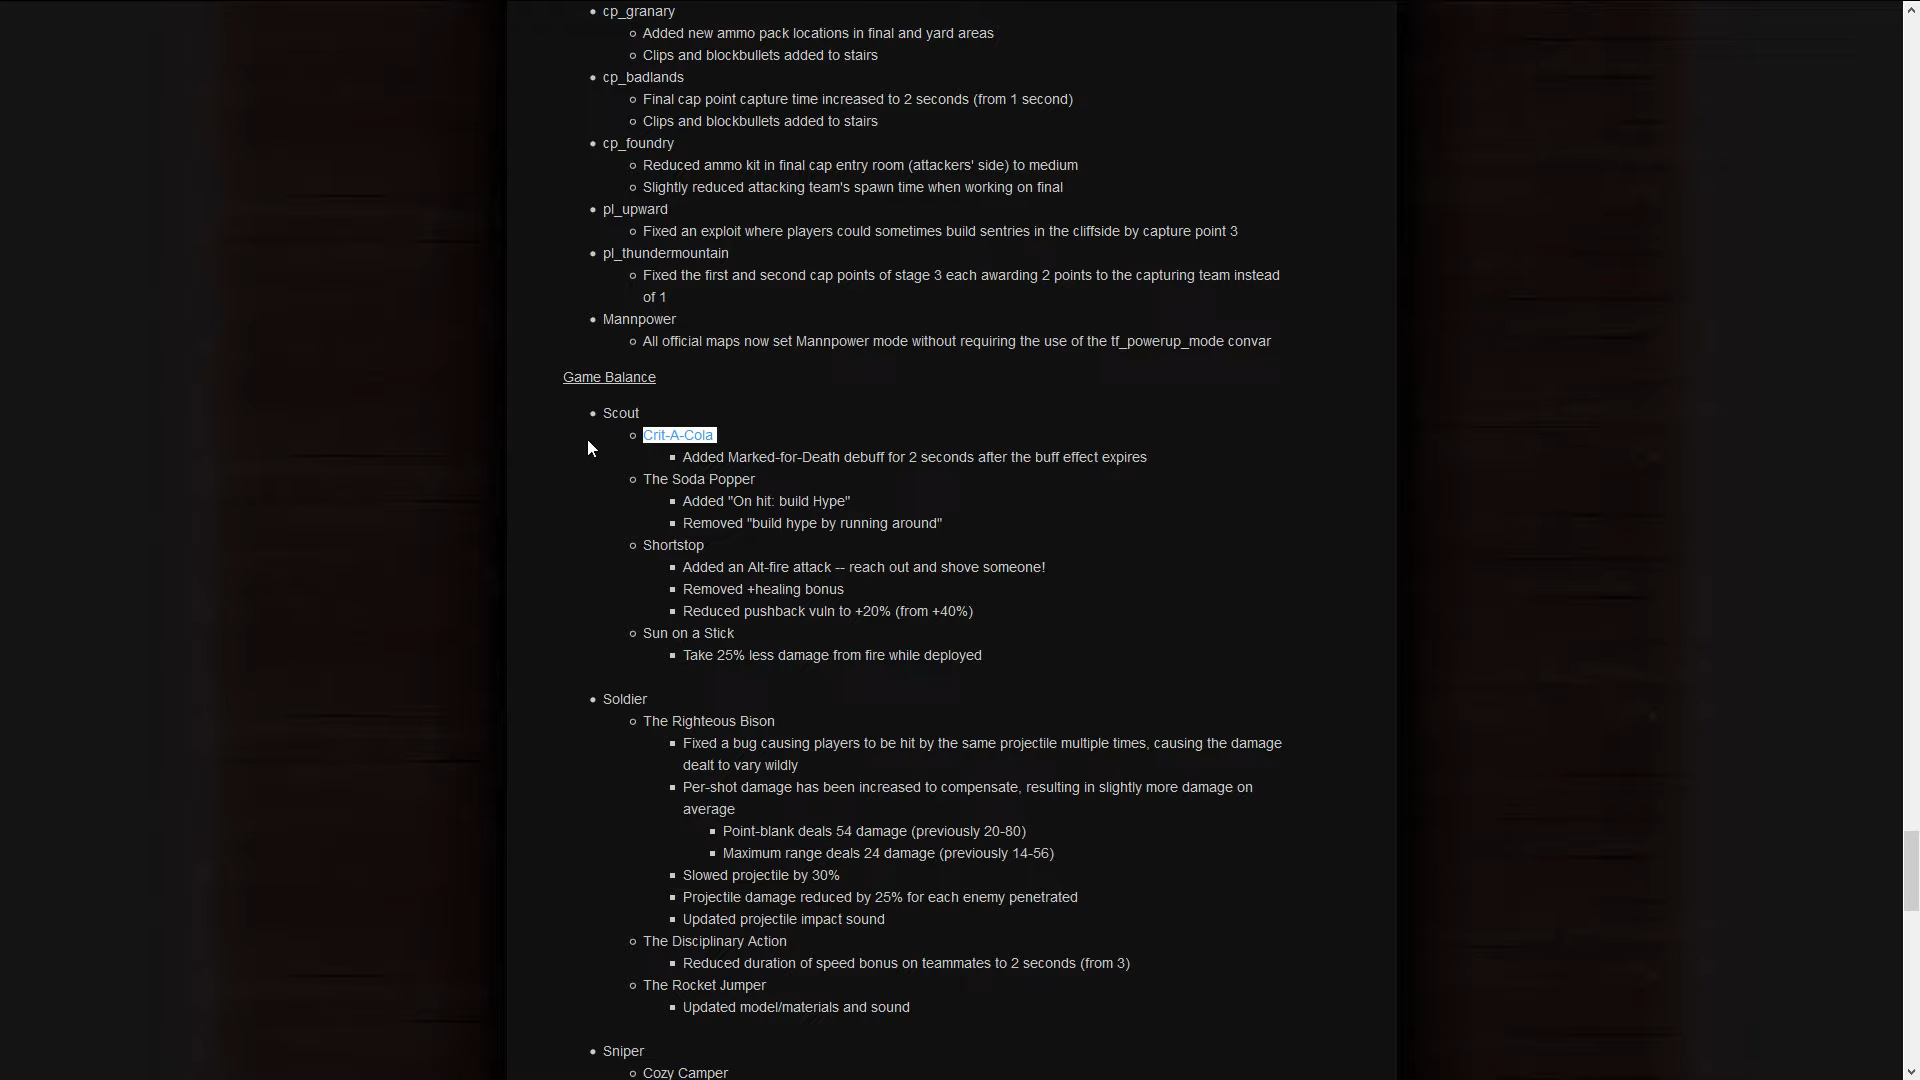 cp_granary
Added new ammo pack locations in final and yard areas
Clips and blockbullets added to stairs
cp_badlands
Final cap point capture time increased to 2 seconds (from 1 second)
Clips and blockbullets added to stairs
cp_foundry
Reduced ammo kit in final cap entry room (attackers' side) to medium
Slightly reduced attacking team's spawn time when working on final
pl_upward
Fixed an exploit where players could sometimes build sentries in the cliffside by capture point 3
pl_thundermountain
Fixed the first and second cap points of stage 3 each awarding 2 points to the capturing team instead
of 1
Mannpower
All official maps now set Mannpower mode without requiring the use of the tf_powerup_mode convar
Game Balance
Scout
Crit-A-Cola
Added Marked-for-Death debuff for 2 seconds after the buff effect expires
The Soda Popper
Added "On hit: build Hype"
Removed "build hype by running around"
Shortstop
Added an Alt-fire attack -- reach out and shove someone!
Removed +healing bonus
Reduced pushback vuln to +20% (from +40%)
Sun on a Stick
Take 25% less damage from fire while deployed
Soldier
The Righteous Bison
Fixed a bug causing players to be hit by the same projectile multiple times, causing the damage
dealt to vary wildly
Per-shot damage has been increased to compensate, resulting in slightly more damage on
average
Point-blank deals 54 damage (previously 20-80)
Maximum range deals 24 damage (previously 14-56)
Slowed projectile by 30%
Projectile damage reduced by 25% for each enemy penetrated
Updated projectile impact sound
The Disciplinary Action
Reduced duration of speed bonus on teammates to 2 seconds (from 3)
The Rocket Jumper
Updated model/materials and sound
Sniper
Cozy Camper